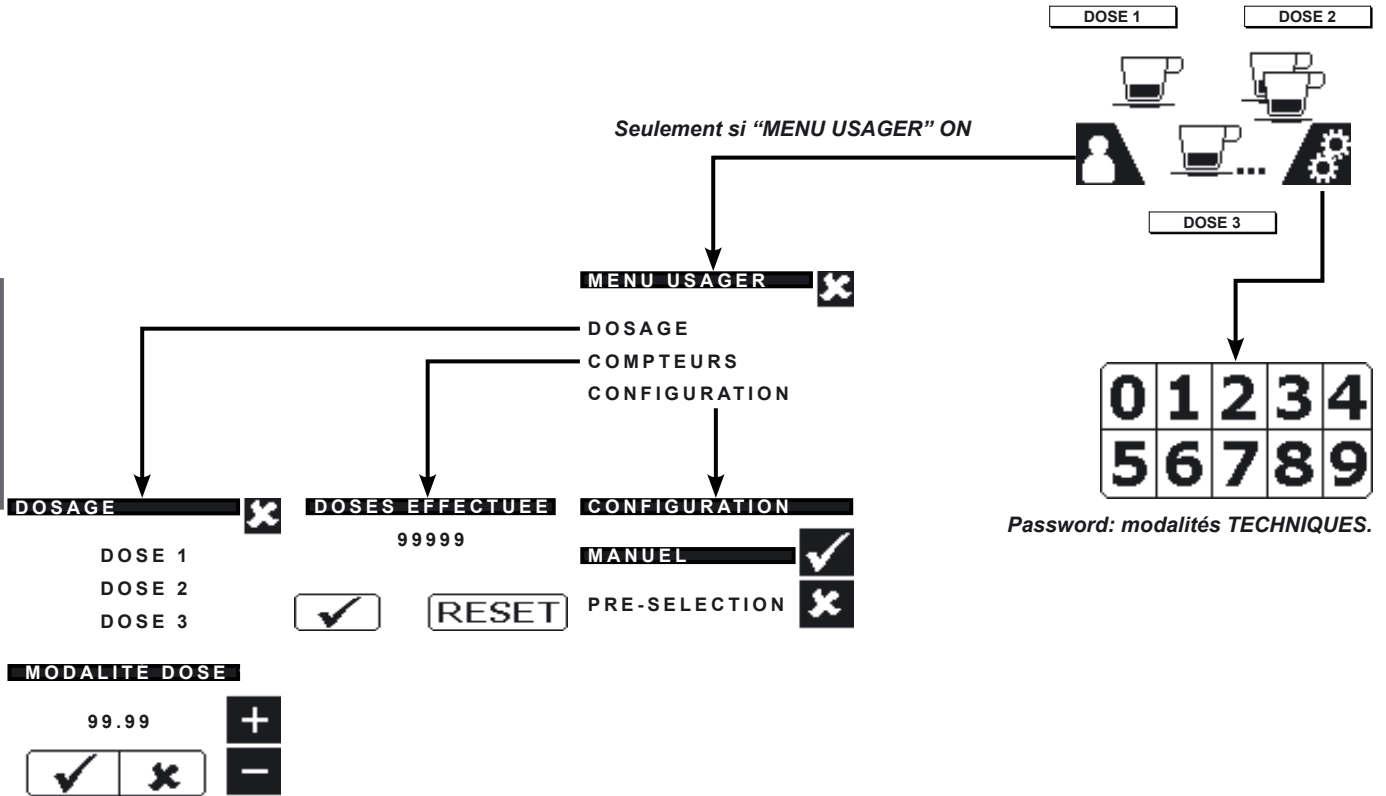 DOSE 1
DOSE 2
Seulement si “MENU USAGER” ON
...
DOSE 3
MENU USAGER
DOSAGE
COMPTEURS
CONFIGURATION
0 1 2 3 4
5 6 7 8 9
Password: modalités TECHNIQUES.
DOSAGE
DOSE 1
DOSE 2
DOSE 3
DOSES EFFECTUEE
99999
RESET
CONFIGURATION
MANUEL
PRE-SELECTION
MODALITÉ DOSE
99.99
+
−